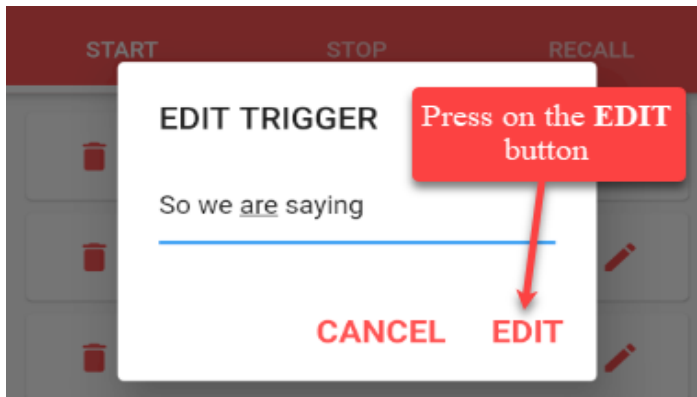 START STOP RECALL
EDIT TRIGGER
Press on the EDIT
button
So we are saying
CANCEL EDIT